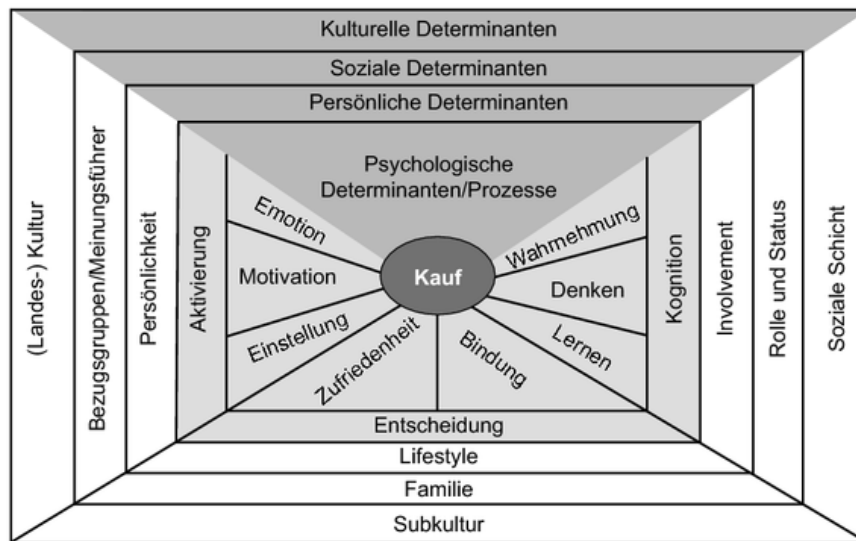 Kulturelle Determinanten
Soziale Determinanten
Persönliche Determinanten
Psychologische
Determinanten/Prozesse
(Landes-) Kultur
Bezugsgruppen/Meinungsführer
Persönlichkeit
Aktivierung
Emotion
Motivation
Einstellung
Zufriedenheit
Kauf
Bindung
Lernen
Denken
Wahrnehmung
Kognition
Involvement
Rolle und Status
Soziale Schicht
Entscheidung
Lifestyle
Familie
Subkultur